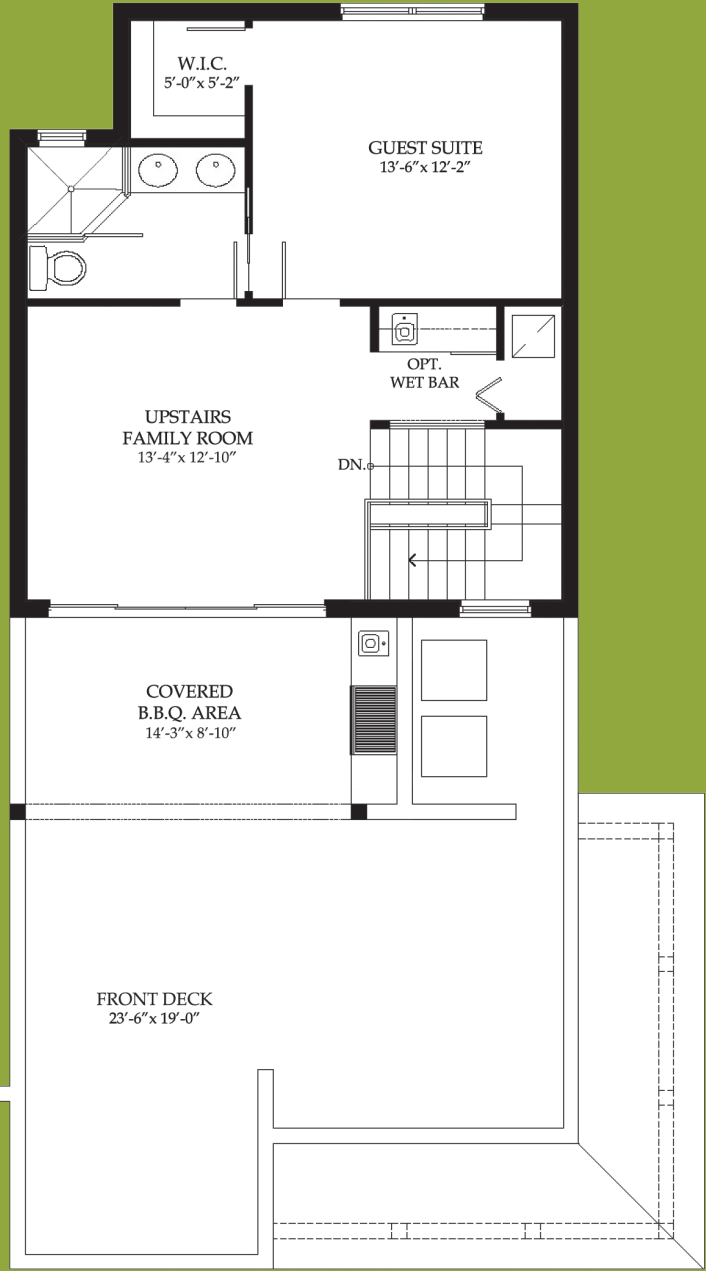 W.I.C.
5'-0"x 5'-2"
GUEST SUITE
13'-6"x 12'-2"
OPT.
WET BAR
UPSTAIRS
FAMILY ROOM
13'-4"x 12'-10"
DN.
COVERED
B.B.Q. AREA
14'-3"x 8'-10"
FRONT DECK
23'-6"x 19'-0"